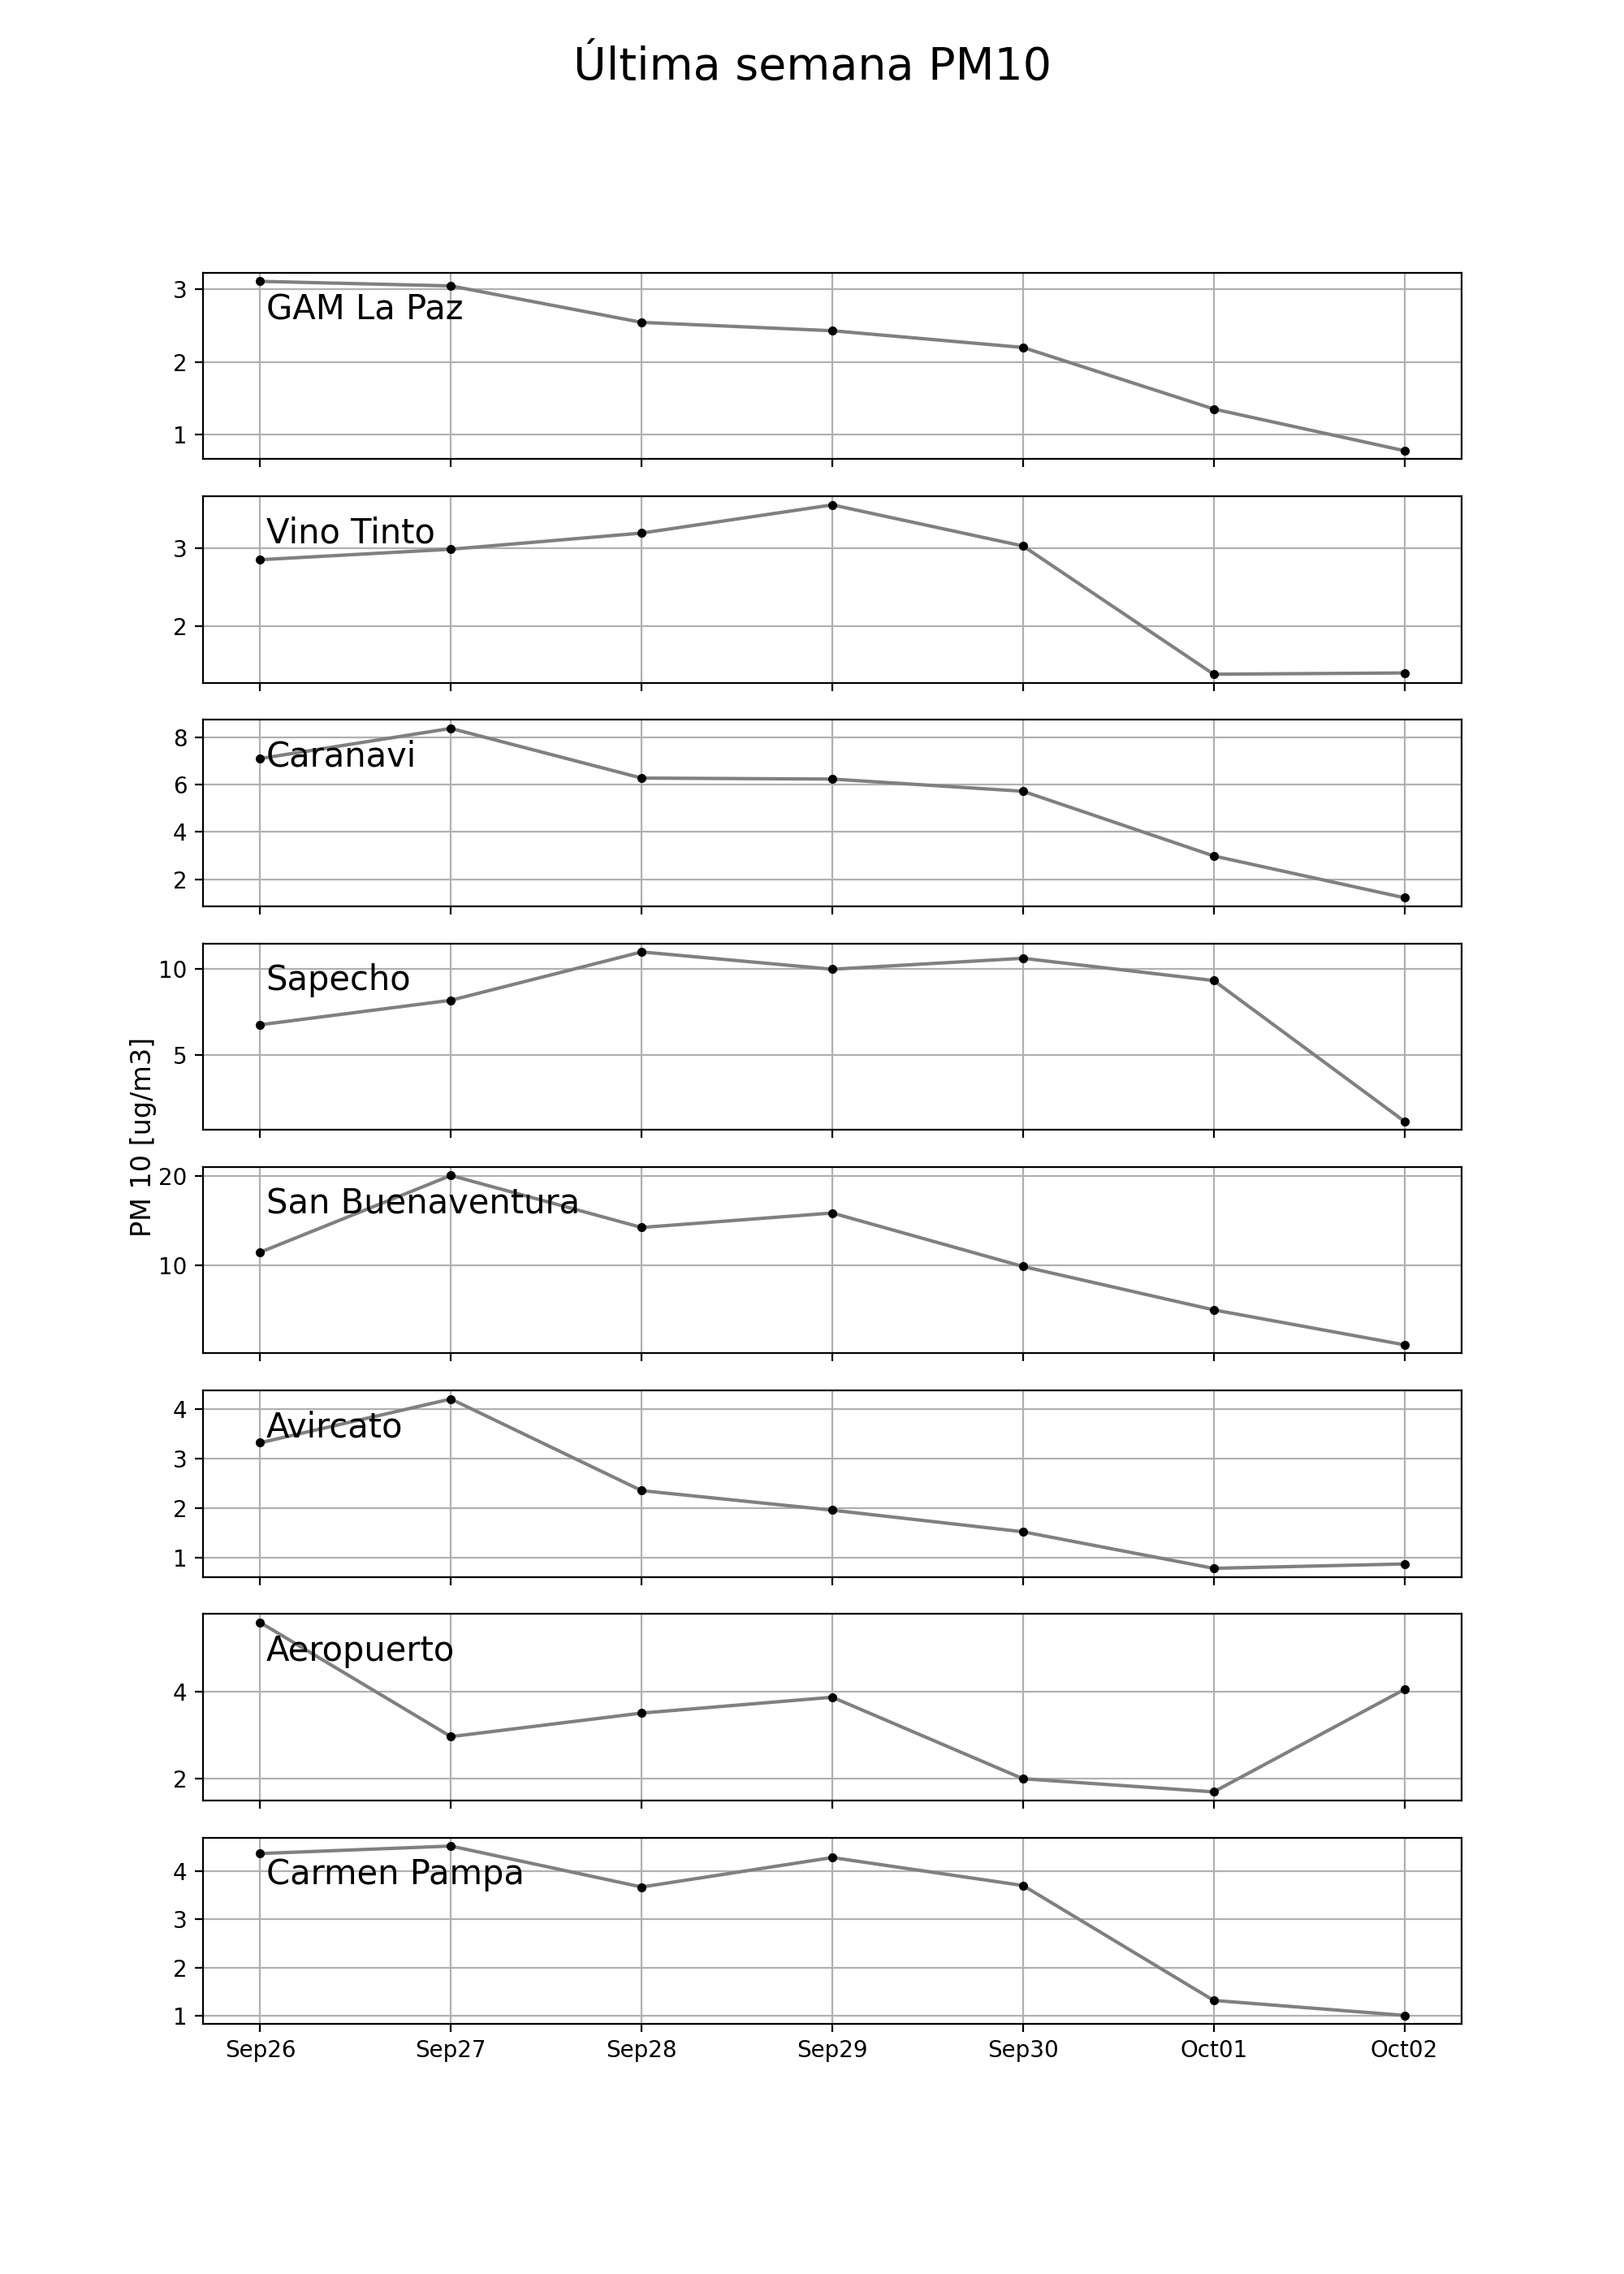 Última semana PM10
GAM La Paz
3
2
1
Vino Tinto
3
2
Caranavi
8
6
4
2
Sapecho
10
5
PM 10 [ug/m3]
San Buenaventura
20
10
Avircato
4
3
2
1
Aeropuerto
4
2
Carmen Pampa
4
3
2
1
Sep26 Sep27 Sep28 Sep29 Sep30 Oct01 Oct02